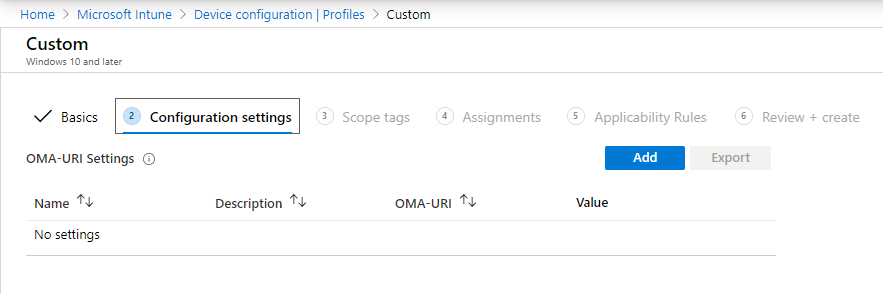 Home > Microsoft Intune > Device configuration | Profiles > Custom
Custom
Windows 10 and later
Basics 2 Configuration settings 3 Scope tags 4 Assignments 5 Applicability Rules 6 Review + create
OMA-URI Settings Add Export
Name Description OMA-URI Value
No settings